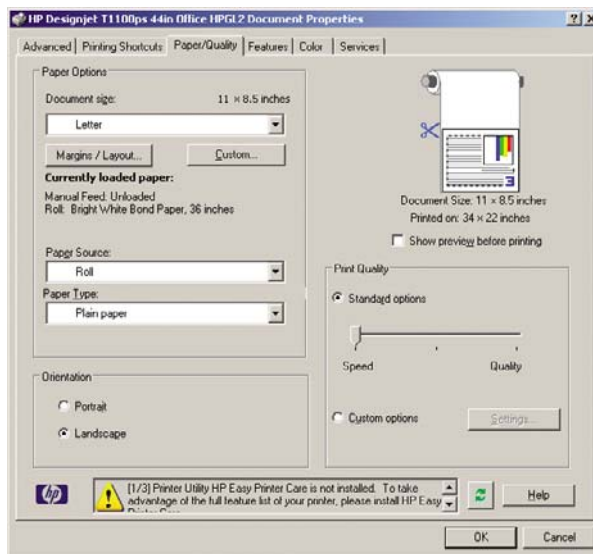 HP Designjet T1100ps 44in Office HPGL2 Document Properties
Advanced Printing Shortcuts Paper/Quality Features Color Services
Paper Options
Document size: 11 × 8.5 inches
Letter
Margins / Layout... Custom...
Currently loaded paper:
Manual Feed: Unloaded
Roll: Bright White Bond Paper, 36 inches
Paper Source:
Roll
Paper Type:
Plain paper
Orientation
Portrait
Landscape
3
Document Size: 11 × 8.5 inches
Printed on: 34 × 22 inches
Show preview before printing
Print Quality
Standard options
Speed Quality
Custom options Settings...
hp
[1/3] Printer Utility HP Easy Printer Care is not installed. To take
advantage of the full feature list of your printer, please install HP Easy
Printer Care
Help
OK Cancel